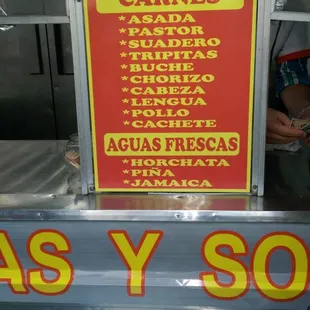 CARNES
*ASADA
*PASTOR
*SUADERO
*TRIPITAS
*BUCHE
*CHORIZO
*CABEZA
*LENGUA
*POLLO
*CACHETE
AGUAS FRESCAS
*HORCHATA
*PIÑA
*JAMAICA
AS Y SO